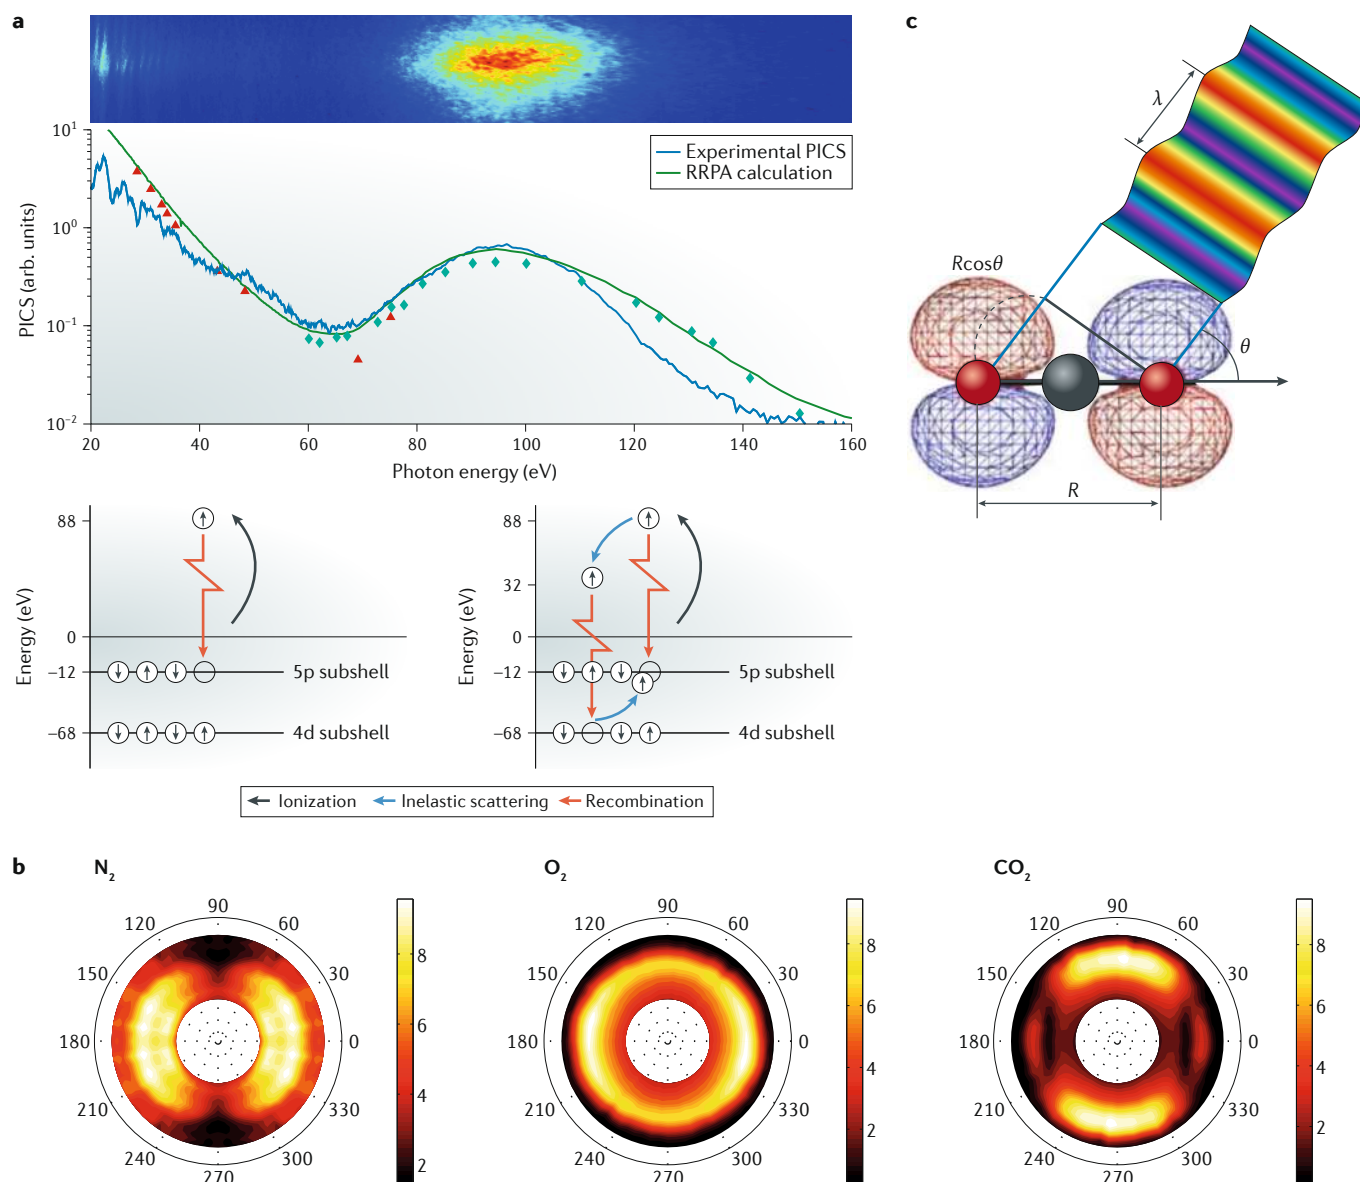 a
10¹
10⁰
10⁻¹
10⁻²
PICS (arb. units)
Experimental PICS
RRPA calculation
20 40 60 80 100 120 140 160
Photon energy (eV)
c
λ
Rcosθ
θ
R
88
0
−12
−68
Energy (eV)
5p subshell
4d subshell
88
32
0
−12
−68
Energy (eV)
5p subshell
4d subshell
Ionization Inelastic scattering Recombination
b
N₂
90
120 60
150 30
180 0
210 330
240 300
270
8
6
4
2
O₂
90
120 60
150 30
180 0
210 330
240 300
270
8
6
4
2
CO₂
90
120 60
150 30
180 0
210 330
240 300
270
8
6
4
2